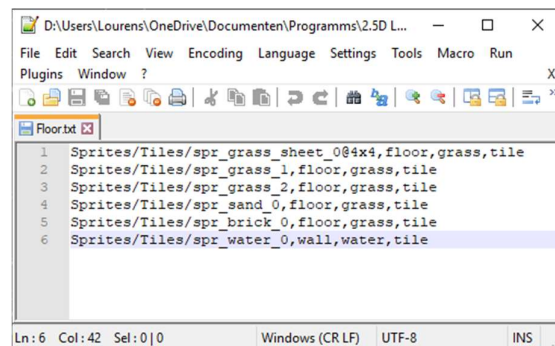 D:\Users\Lourens\OneDrive\Documenten\Programms\2.5D L...
File Edit Search View Encoding Language Settings Tools Macro Run
Plugins Window ? X
Floor.txt
1 Sprites/Tiles/spr_grass_sheet_0@4x4,floor,grass,tile
2 Sprites/Tiles/spr_grass_1,floor,grass,tile
3 Sprites/Tiles/spr_grass_2,floor,grass,tile
4 Sprites/Tiles/spr_sand_0,floor,grass,tile
5 Sprites/Tiles/spr_brick_0,floor,grass,tile
6 Sprites/Tiles/spr_water_0,wall,water,tile
Ln : 6 Col : 42 Sel : 0 | 0 Windows (CR LF) UTF-8 INS